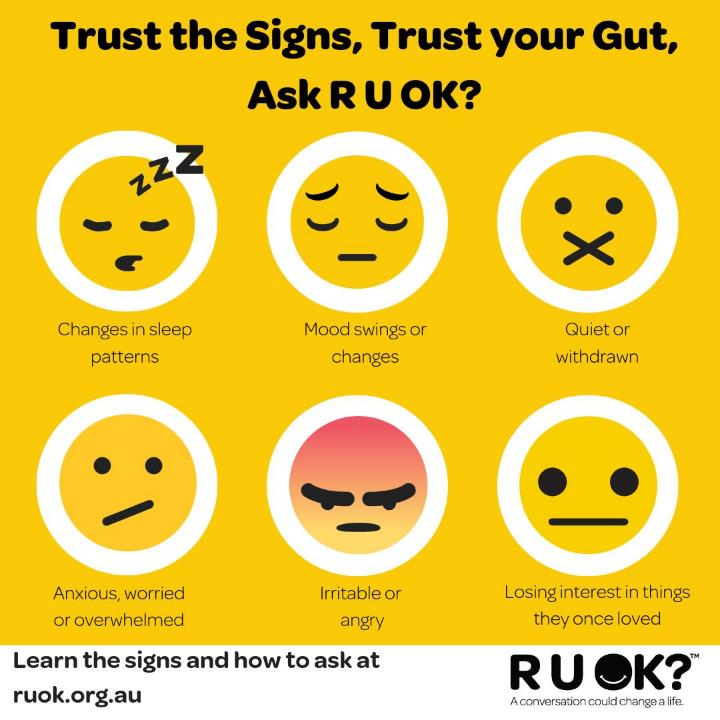 Trust the Signs, Trust your Gut,
Ask R U OK?
zzZ
Changes in sleep
patterns
Mood swings or
changes
Quiet or
withdrawn
Anxious, worried
or overwhelmed
Irritable or
angry
Losing interest in things
they once loved
Learn the signs and how to ask at
ruok.org.au
R U OK?™
A conversation could change a life.